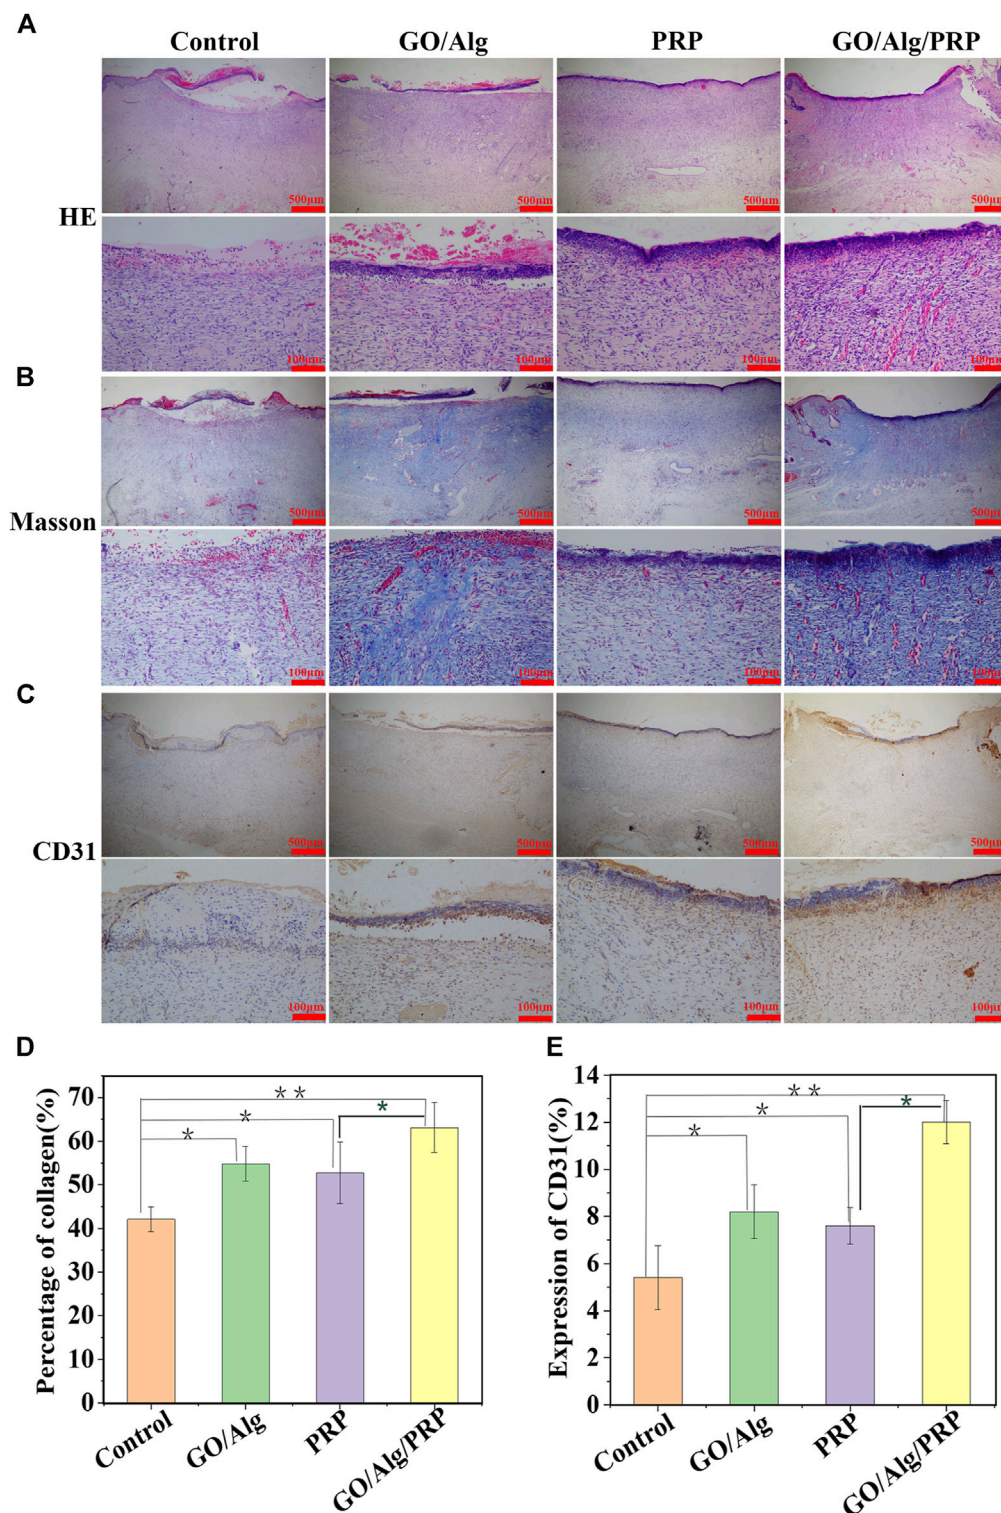 A
Control GO/Alg PRP GO/Alg/PRP
500μm 500μm 500μm 500μm
HE
100μm 100μm 100μm 100μm
B
500μm 500μm 500μm 500μm
Masson
100μm 100μm 100μm 100μm
C
500μm 500μm 500μm 500μm
CD31
100μm 100μm 100μm 100μm
D
Percentage of collagen(%)
70
60
50
40
30
20
10
0
* *
*
*
*
Control GO/Alg PRP GO/Alg/PRP
E
Expression of CD31(%)
14
12
10
8
6
4
2
0
* *
*
*
*
Control GO/Alg PRP GO/Alg/PRP